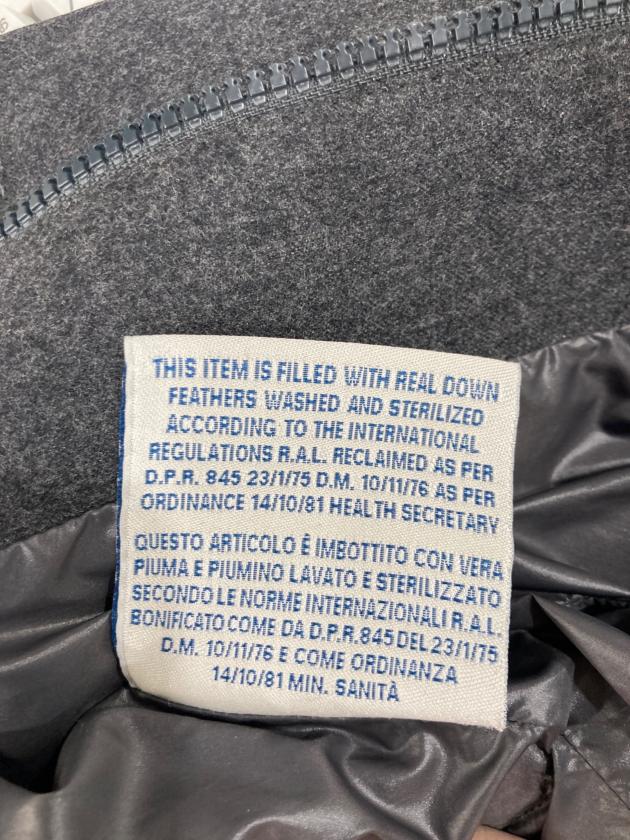 THIS ITEM IS FILLED WITH REAL DOWN
FEATHERS WASHED AND STERILIZED
ACCORDING TO THE INTERNATIONAL
REGULATIONS R.A.L. RECLAIMED AS PER
D.P.R. 845 23/1/75 D.M. 10/11/76 AS PER
ORDINANCE 14/10/81 HEALTH SECRETARY
QUESTO ARTICOLO È IMBOTTITO CON VERA
PIUMA E PIUMINO LAVATO E STERILIZZATO
SECONDO LE NORME INTERNAZIONALI R.A.L.
BONIFICATO COME DA D.P.R. 845 DEL 23/1/75
D.M. 10/11/76 E COME ORDINANZA
14/10/81 MIN. SANITÀ